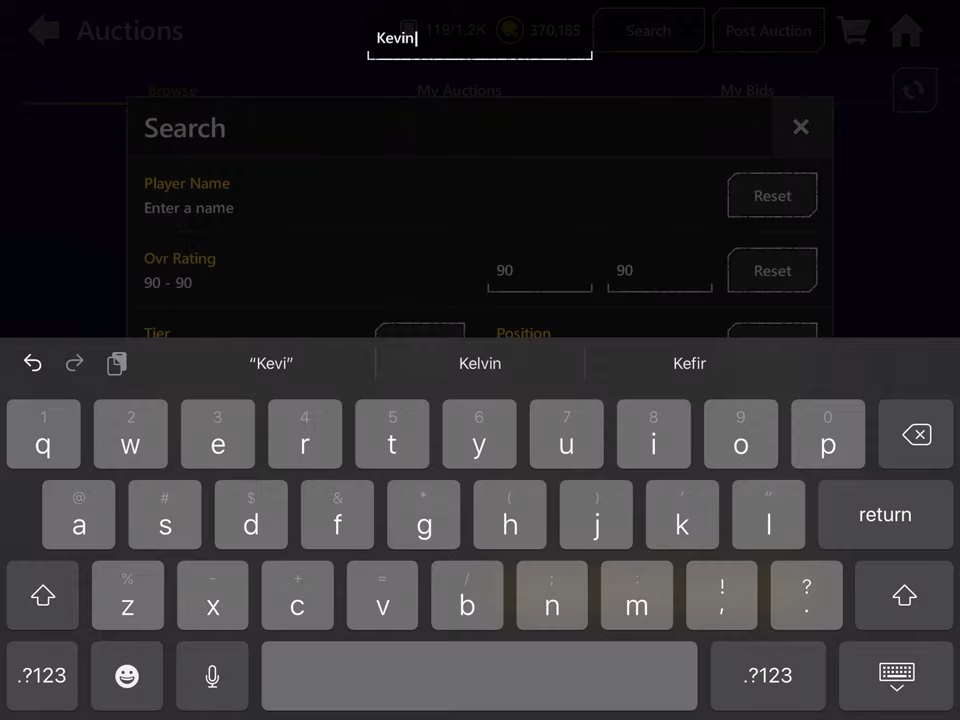 Auctions
119/1.2K
370,185
Search
Post Auction
Kevin
Browse
My Auctions
My Bids
Search
Player Name
Enter a name
Reset
Ovr Rating
90 - 90
90
90
Reset
Tier
Position
“Kevi”
Kelvin
Kefir
1 2 3 4 5 6 7 8 9 0
q w e r t y u i o p
@ # $ & * ( ) ' "
a s d f g h j k l return
% - + = / ; : ! ?
z x c v b n m , .
.?123
.?123